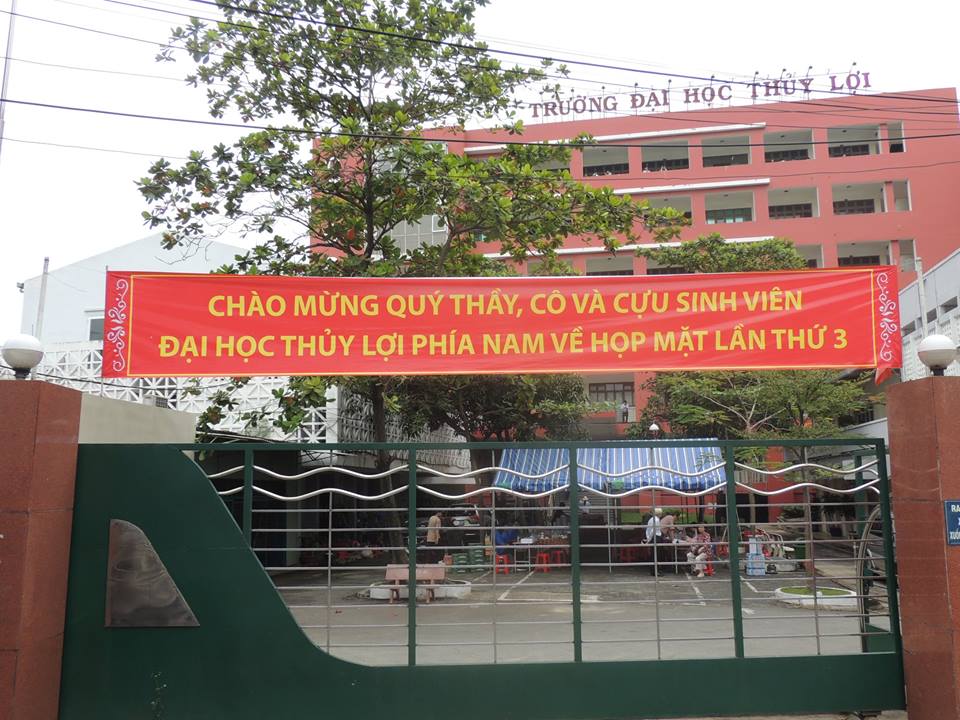 TRƯỜNG ĐẠI HỌC THỦY LỢI
CHÀO MỪNG QUÝ THẦY, CÔ VÀ CỰU SINH VIÊN
ĐẠI HỌC THỦY LỢI PHÍA NAM VỀ HỌP MẶT LẦN THỨ 3